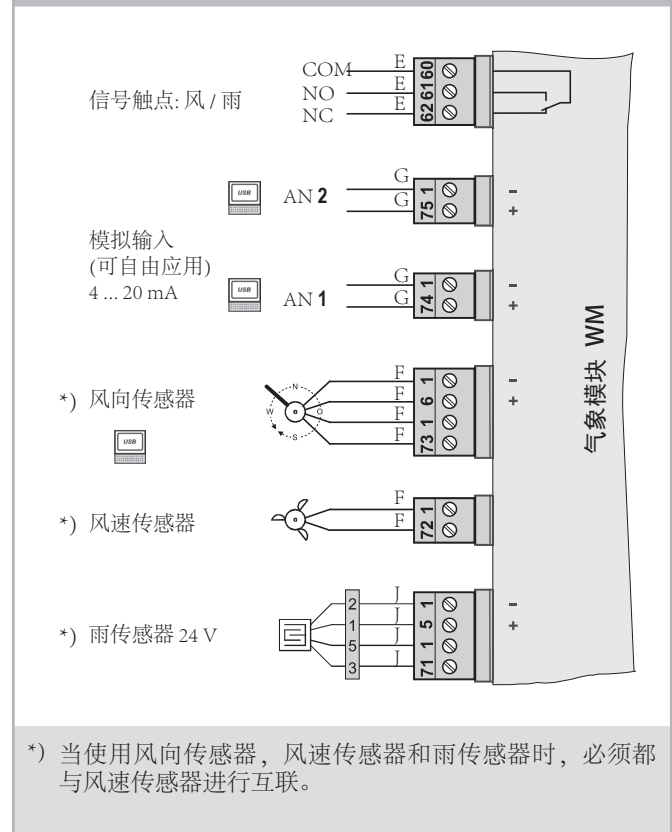 COM E 60
信号触点: 风 / 雨 NO E 61
NC E 62
USB AN 2 G 1 −
G 75 +
模拟输入
(可自由应用)
4 ... 20 mA
USB AN 1 G 1 −
G 74 +
气象模块 WM
*) 风向传感器
USB
N
W O
S
F 1 −
F 6 +
F 1
F 73
*) 风速传感器 F 1
F 72
*) 雨传感器 24 V
2 J 1 −
1 J 5 +
5 J 1
3 J 71
*) 当使用风向传感器，风速传感器和雨传感器时，必须都
与风速传感器进行互联。